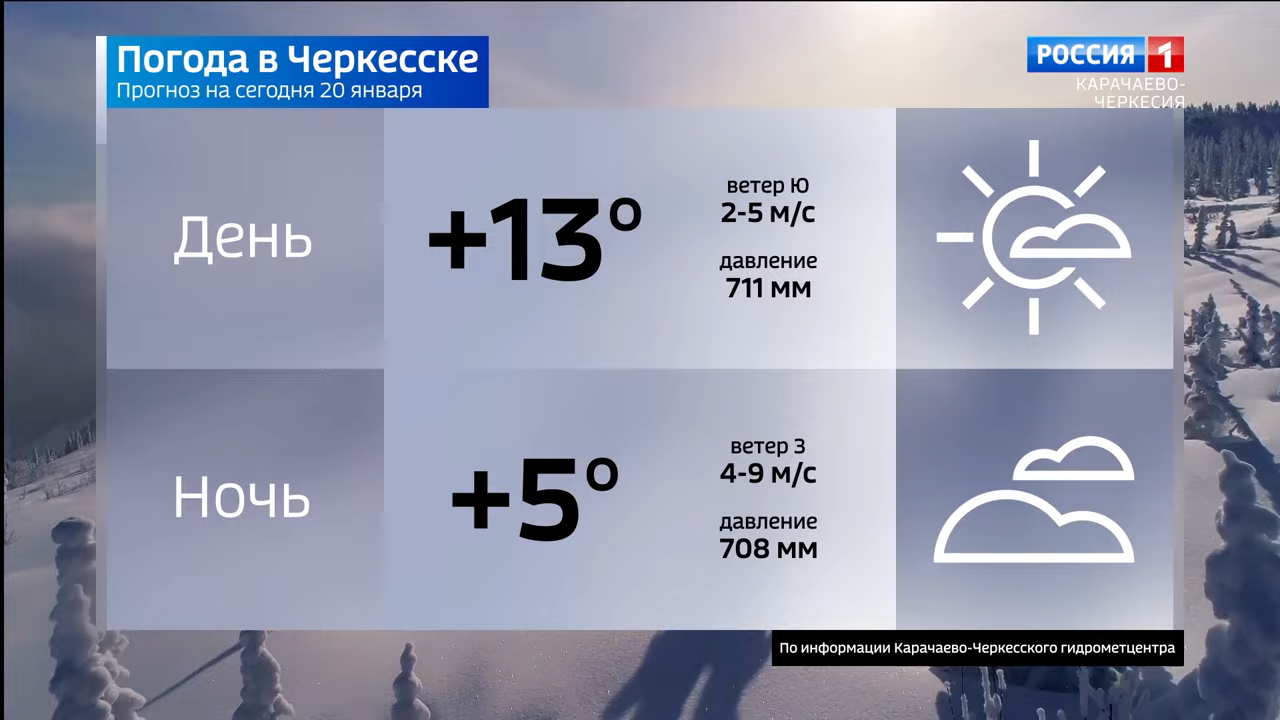 Погода в Черкесске
Прогноз на сегодня 20 января
РОССИЯ 1
КАРАЧАЕВО-
ЧЕРКЕСИЯ
День
+13°
ветер Ю
2-5 м/с
давление
711 мм
Ночь
+5°
ветер З
4-9 м/с
давление
708 мм
По информации Карачаево-Черкесского гидрометцентра